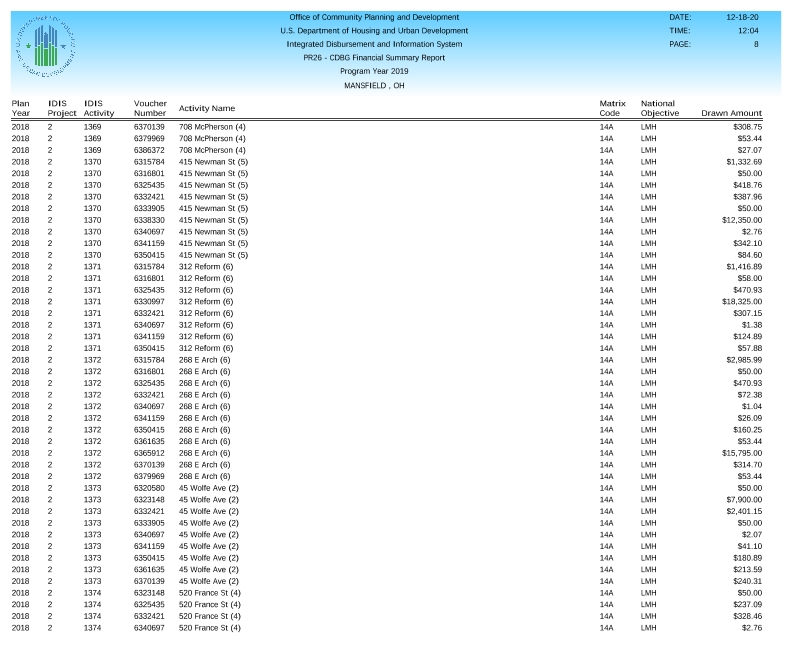 Office of Community Planning and Development DATE: 12-18-20
U.S. Department of Housing and Urban Development TIME: 12:04
Integrated Disbursement and Information System PAGE: 8
PR26 - CDBG Financial Summary Report
Program Year 2019
MANSFIELD , OH
Plan Year IDIS Project IDIS Activity Voucher Number Activity Name Matrix Code National Objective Drawn Amount
2018 2 1369 6370139 708 McPherson (4) 14A LMH $308.75
2018 2 1369 6379969 708 McPherson (4) 14A LMH $53.44
2018 2 1369 6386372 708 McPherson (4) 14A LMH $27.07
2018 2 1370 6315784 415 Newman St (5) 14A LMH $1,332.69
2018 2 1370 6316801 415 Newman St (5) 14A LMH $50.00
2018 2 1370 6325435 415 Newman St (5) 14A LMH $418.76
2018 2 1370 6332421 415 Newman St (5) 14A LMH $387.96
2018 2 1370 6333905 415 Newman St (5) 14A LMH $50.00
2018 2 1370 6338330 415 Newman St (5) 14A LMH $12,350.00
2018 2 1370 6340697 415 Newman St (5) 14A LMH $2.76
2018 2 1370 6341159 415 Newman St (5) 14A LMH $342.10
2018 2 1370 6350415 415 Newman St (5) 14A LMH $84.60
2018 2 1371 6315784 312 Reform (6) 14A LMH $1,416.89
2018 2 1371 6316801 312 Reform (6) 14A LMH $58.00
2018 2 1371 6325435 312 Reform (6) 14A LMH $470.93
2018 2 1371 6330997 312 Reform (6) 14A LMH $18,325.00
2018 2 1371 6332421 312 Reform (6) 14A LMH $307.15
2018 2 1371 6340697 312 Reform (6) 14A LMH $1.38
2018 2 1371 6341159 312 Reform (6) 14A LMH $124.89
2018 2 1371 6350415 312 Reform (6) 14A LMH $57.88
2018 2 1372 6315784 268 E Arch (6) 14A LMH $2,985.99
2018 2 1372 6316801 268 E Arch (6) 14A LMH $50.00
2018 2 1372 6325435 268 E Arch (6) 14A LMH $470.93
2018 2 1372 6332421 268 E Arch (6) 14A LMH $72.38
2018 2 1372 6340697 268 E Arch (6) 14A LMH $1.04
2018 2 1372 6341159 268 E Arch (6) 14A LMH $26.09
2018 2 1372 6350415 268 E Arch (6) 14A LMH $160.25
2018 2 1372 6361635 268 E Arch (6) 14A LMH $53.44
2018 2 1372 6365912 268 E Arch (6) 14A LMH $15,795.00
2018 2 1372 6370139 268 E Arch (6) 14A LMH $314.70
2018 2 1372 6379969 268 E Arch (6) 14A LMH $53.44
2018 2 1373 6320580 45 Wolfe Ave (2) 14A LMH $50.00
2018 2 1373 6323148 45 Wolfe Ave (2) 14A LMH $7,900.00
2018 2 1373 6332421 45 Wolfe Ave (2) 14A LMH $2,401.15
2018 2 1373 6333905 45 Wolfe Ave (2) 14A LMH $50.00
2018 2 1373 6340697 45 Wolfe Ave (2) 14A LMH $2.07
2018 2 1373 6341159 45 Wolfe Ave (2) 14A LMH $41.10
2018 2 1373 6350415 45 Wolfe Ave (2) 14A LMH $180.89
2018 2 1373 6361635 45 Wolfe Ave (2) 14A LMH $213.59
2018 2 1373 6370139 45 Wolfe Ave (2) 14A LMH $240.31
2018 2 1374 6323148 520 France St (4) 14A LMH $50.00
2018 2 1374 6325435 520 France St (4) 14A LMH $237.09
2018 2 1374 6332421 520 France St (4) 14A LMH $328.46
2018 2 1374 6340697 520 France St (4) 14A LMH $2.76